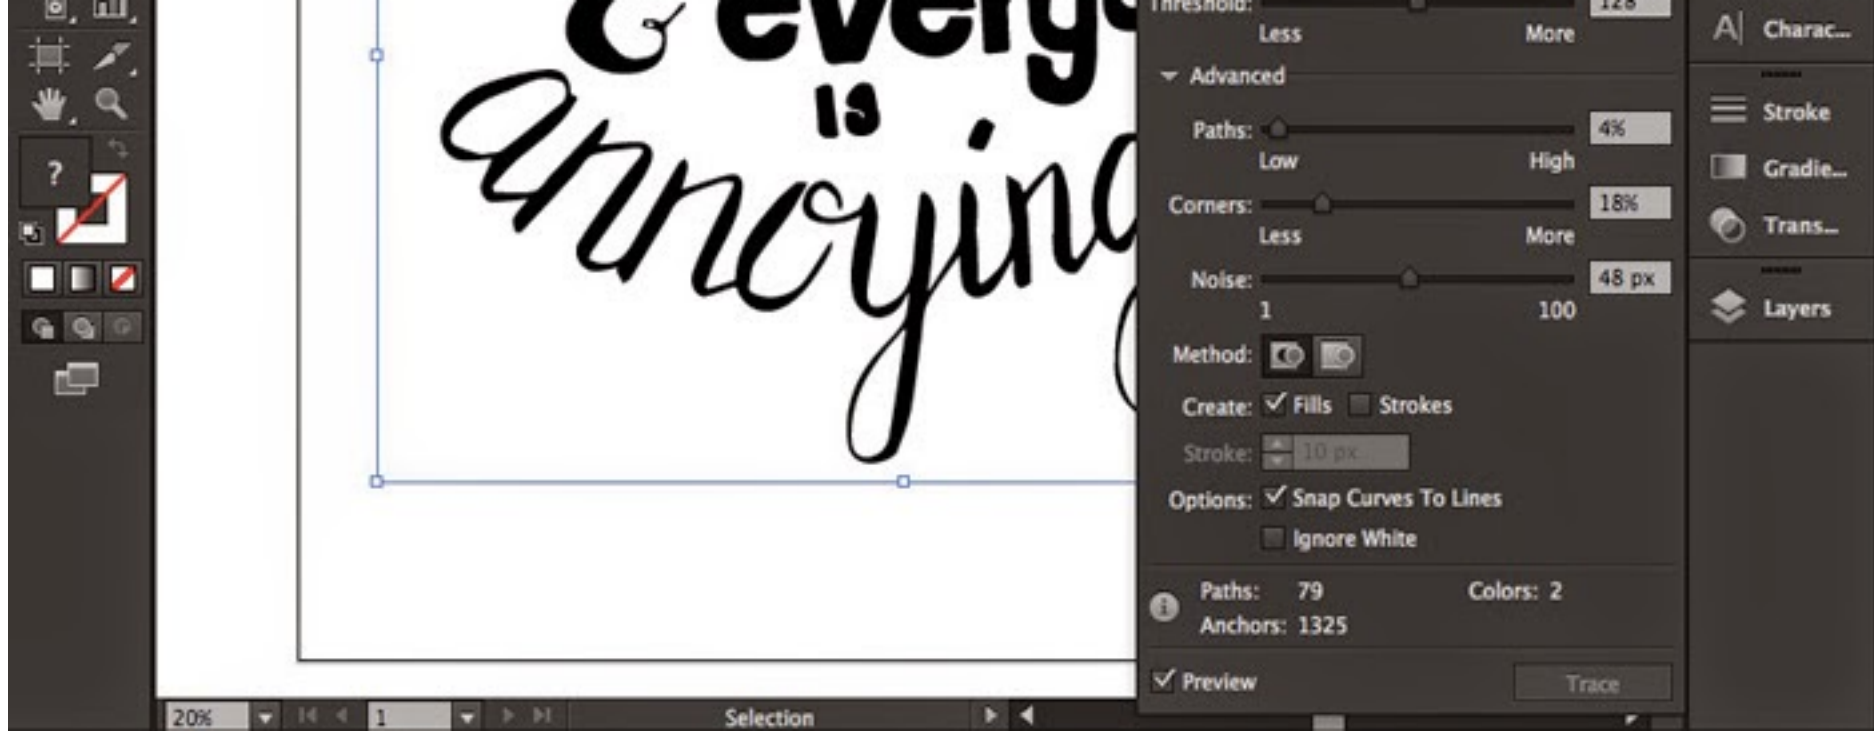 & everyo
is
annoying
?
Threshold: 128
Less More
Advanced
Paths: 4%
Low High
Corners: 18%
Less More
Noise: 48 px
1 100
Method:
Create: Fills Strokes
Stroke: 10 px
Options: Snap Curves To Lines
Ignore White
Paths: 79 Colors: 2
Anchors: 1325
Preview Trace
A Charac...
Stroke
Gradie...
Trans...
Layers
20% 1 Selection